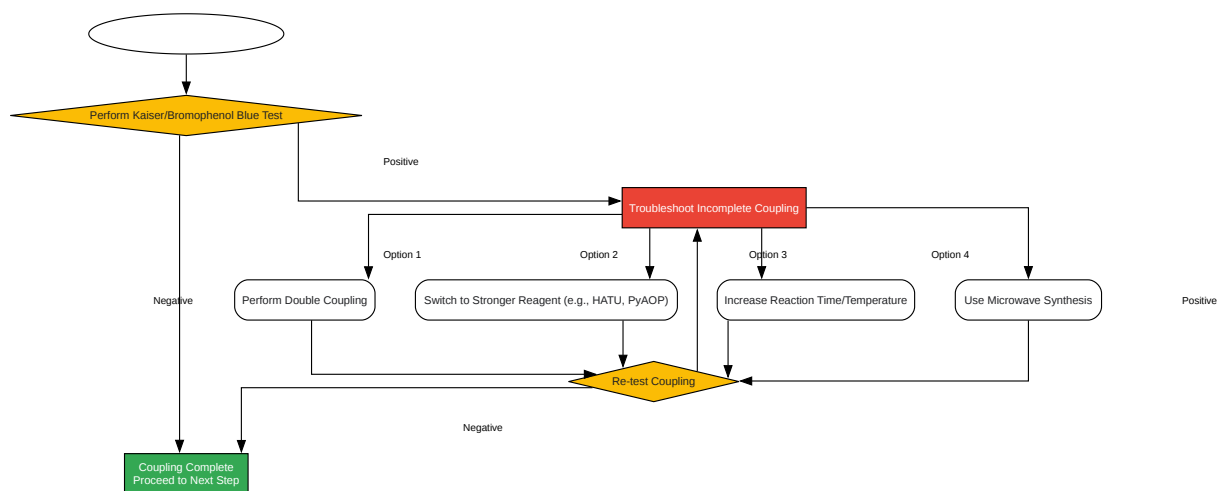 Perform Kaiser/Bromophenol Blue Test
Positive
Troubleshoot Incomplete Coupling
Option 1
Option 2
Option 3
Option 4
Negative
Perform Double Coupling
Switch to Stronger Reagent (e.g., HATU, PyAOP)
Increase Reaction Time/Temperature
Use Microwave Synthesis
Positive
Re-test Coupling
Negative
Coupling Complete
Proceed to Next Step